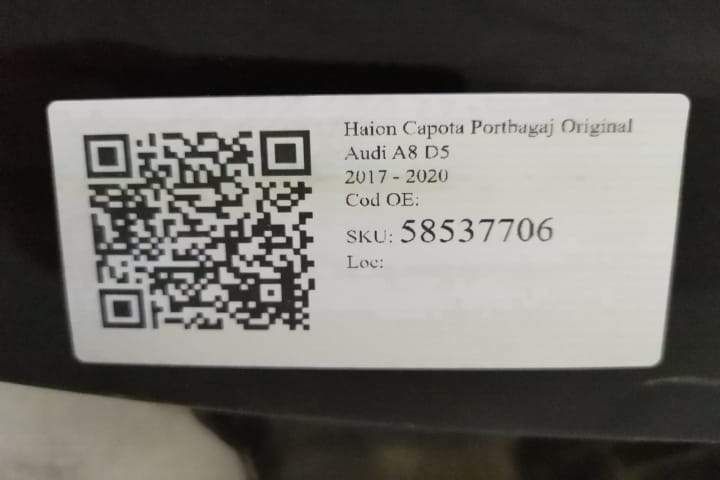 Haion Capota Portbagaj Original
Audi A8 D5
2017 - 2020
Cod OE:
SKU: 58537706
Loc: